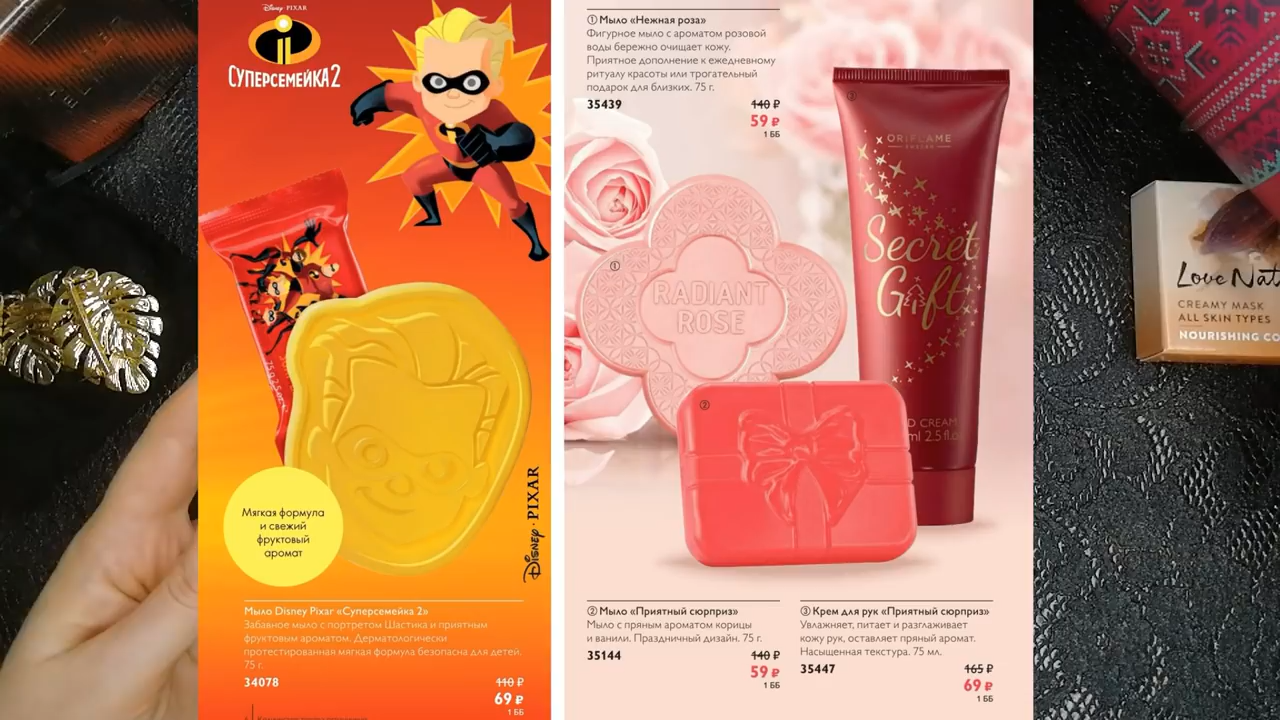 Disney · PIXAR
СУПЕРСЕМЕЙКА 2
Мягкая формула
и свежий
фруктовый
аромат
Disney · PIXAR
Мыло Disney Pixar «Суперсемейка 2»
Забавное мыло с портретом Шастика и приятным
фруктовым ароматом. Дерматологически
протестированная мягкая формула безопасна для детей.
75 г.
34078
110 ₽
69 ₽
1 ББ
① Мыло «Нежная роза»
Фигурное мыло с ароматом розовой
воды бережно очищает кожу.
Приятное дополнение к ежедневному
ритуалу красоты или трогательный
подарок для близких. 75 г.
35439
140 ₽
59 ₽
1 ББ
③
ORIFLAME
SWEDEN
Secret
Gift
D CREAM
ml 2.5 fl.o
①
RADIANT
ROSE
②
② Мыло «Приятный сюрприз»
Мыло с пряным ароматом корицы
и ванили. Праздничный дизайн. 75 г.
35144
140 ₽
59 ₽
1 ББ
③ Крем для рук «Приятный сюрприз»
Увлажняет, питает и разглаживает
кожу рук, оставляет пряный аромат.
Насыщенная текстура. 75 мл.
35447
165 ₽
69 ₽
1 ББ
Love Nat
CREAMY MASK
ALL SKIN TYPES
NOURISHING CO